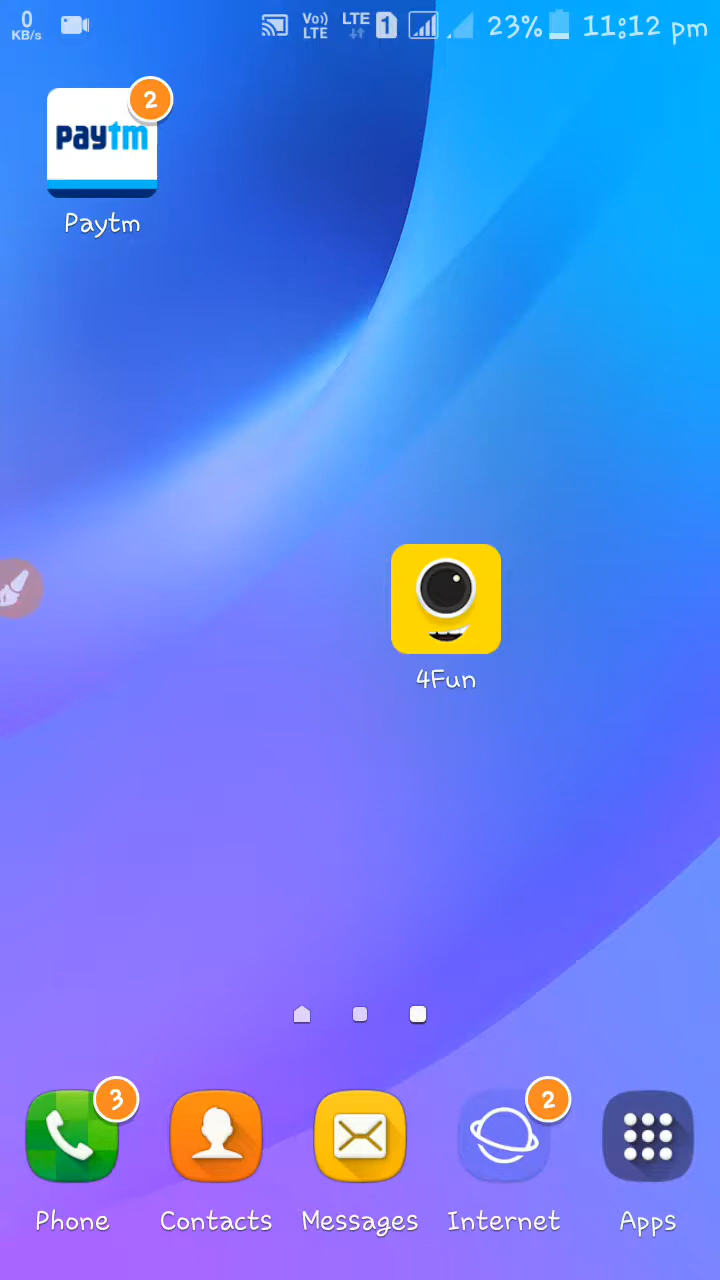 0
KB/s
Vo))
LTE
LTE
1
23%
11:12 pm
2
paytm
Paytm
4Fun
3
2
Phone Contacts Messages Internet Apps